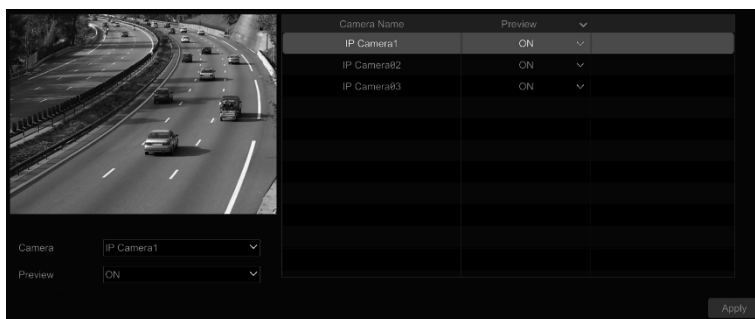 Camera Name Preview
IP Camera1 ON
IP Camera02 ON
IP Camera03 ON
Camera IP Camera1
Preview ON
Apply